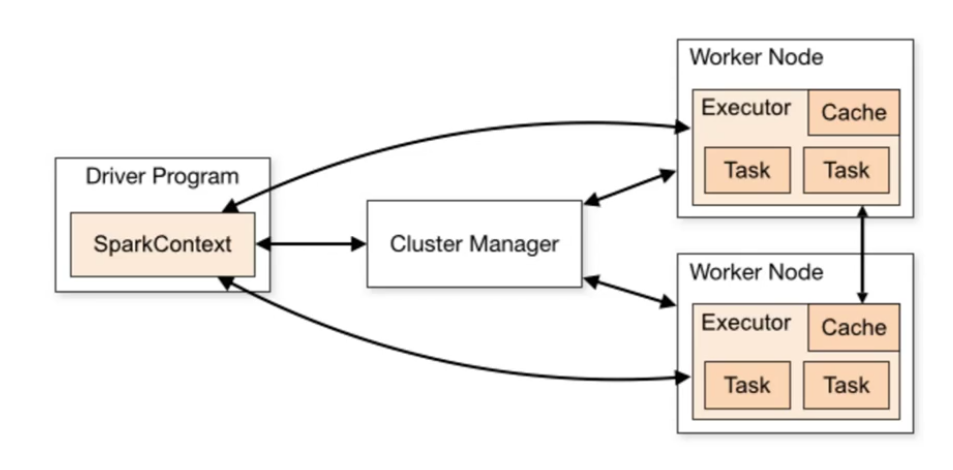 Driver Program
SparkContext
Cluster Manager
Worker Node
Executor
Cache
Task
Task
Worker Node
Executor
Cache
Task
Task